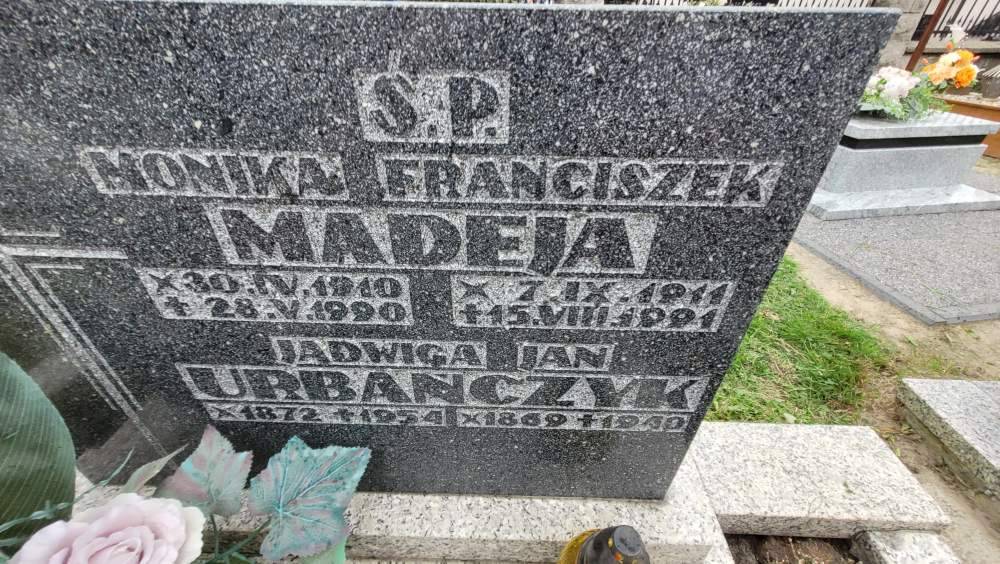 Ś.P.
MONIKA FRANCISZEK
MADEJA
× 30.IV.1910 × 7.IX.1911
† 28.V.1990 † 15.VIII.1991
JADWIGA JAN
URBAŃCZYK
×1872 †1954 ×1869 †1940